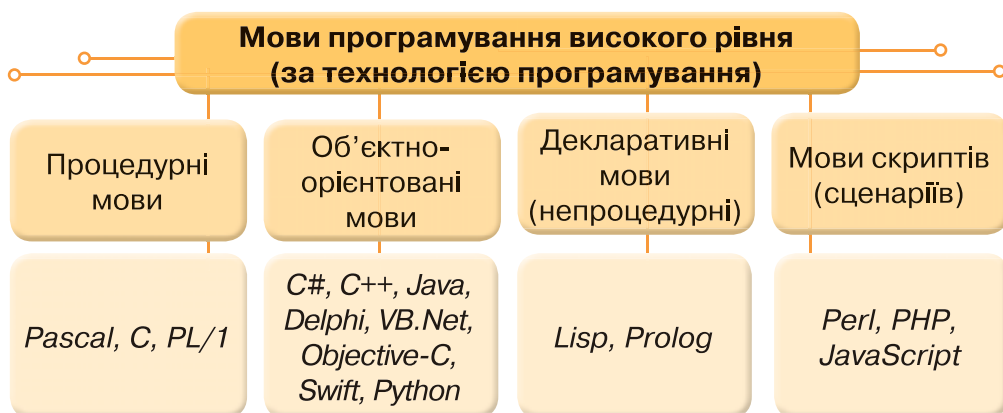 Мови програмування високого рівня
(за технологією програмування)
Процедурні
мови
Об’єктно-
орієнтовані
мови
Декларативні
мови
(непроцедурні)
Мови скриптів
(сценаріїв)
Pascal, C, PL/1
C#, C++, Java,
Delphi, VB.Net,
Objective-C,
Swift, Python
Lisp, Prolog
Perl, PHP,
JavaScript